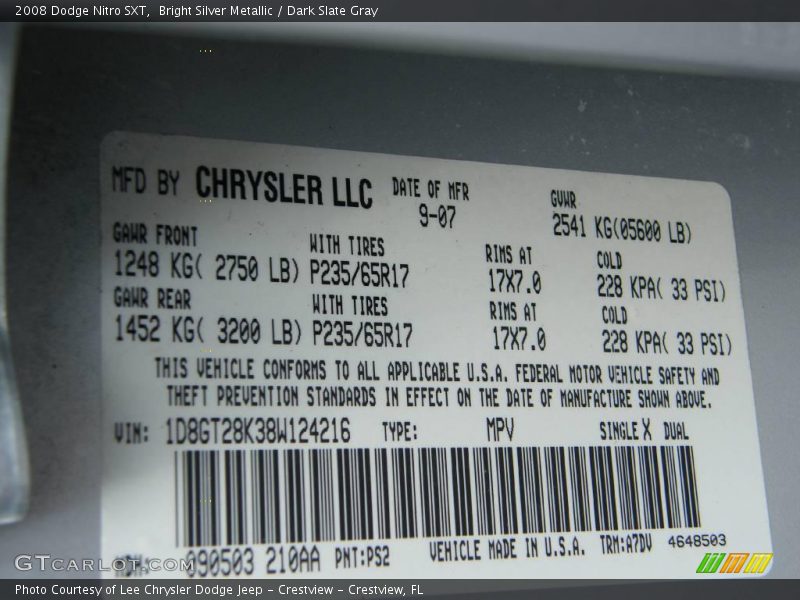 2008 Dodge Nitro SXT, Bright Silver Metallic / Dark Slate Gray
MFD BY CHRYSLER LLC DATE OF MFR GVWR
9-07 2541 KG(05600 LB)
GAWR FRONT WITH TIRES RIMS AT COLD
1248 KG( 2750 LB) P235/65R17 17X7.0 228 KPA( 33 PSI)
GAWR REAR WITH TIRES RIMS AT COLD
1452 KG( 3200 LB) P235/65R17 17X7.0 228 KPA( 33 PSI)
THIS VEHICLE CONFORMS TO ALL APPLICABLE U.S.A. FEDERAL MOTOR VEHICLE SAFETY AND
THEFT PREVENTION STANDARDS IN EFFECT ON THE DATE OF MANUFACTURE SHOWN ABOVE.
VIN: 1D8GT28K38W124216 TYPE: MPV SINGLE X DUAL
MDH: 090503 210AA PNT:PS2 VEHICLE MADE IN U.S.A. TRM:A7DV 4648503
GTcarlot.com
Photo Courtesy of Lee Chrysler Dodge Jeep - Crestview - Crestview, FL